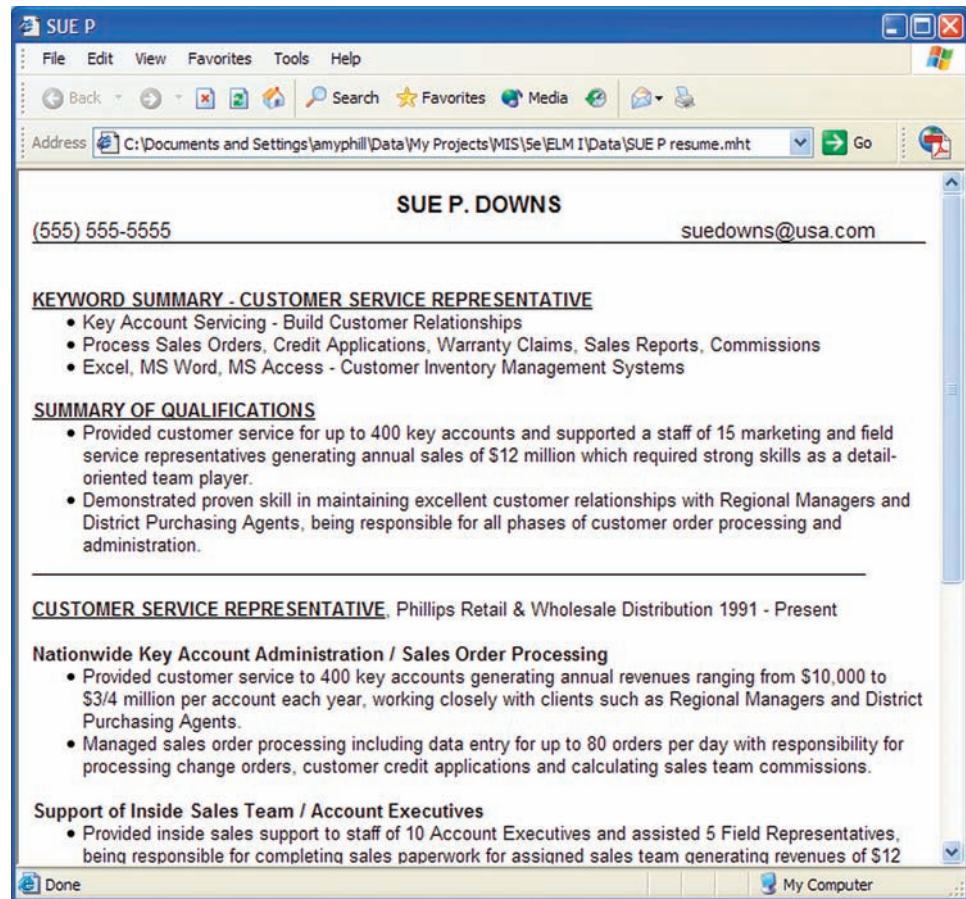 SUE P
File Edit View Favorites Tools Help
Back Search Favorites Media
Address C:\Documents and Settings\amyphill\Data\My Projects\MIS\5e\ELM I\Data\SUE P resume.mht Go
SUE P. DOWNS
(555) 555-5555 suedowns@usa.com
KEYWORD SUMMARY - CUSTOMER SERVICE REPRESENTATIVE
• Key Account Servicing - Build Customer Relationships
• Process Sales Orders, Credit Applications, Warranty Claims, Sales Reports, Commissions
• Excel, MS Word, MS Access - Customer Inventory Management Systems
SUMMARY OF QUALIFICATIONS
• Provided customer service for up to 400 key accounts and supported a staff of 15 marketing and field
service representatives generating annual sales of $12 million which required strong skills as a detail-
oriented team player.
• Demonstrated proven skill in maintaining excellent customer relationships with Regional Managers and
District Purchasing Agents, being responsible for all phases of customer order processing and
administration.
CUSTOMER SERVICE REPRESENTATIVE, Phillips Retail & Wholesale Distribution 1991 - Present
Nationwide Key Account Administration / Sales Order Processing
• Provided customer service to 400 key accounts generating annual revenues ranging from $10,000 to
$3/4 million per account each year, working closely with clients such as Regional Managers and District
Purchasing Agents.
• Managed sales order processing including data entry for up to 80 orders per day with responsibility for
processing change orders, customer credit applications and calculating sales team commissions.
Support of Inside Sales Team / Account Executives
• Provided inside sales support to staff of 10 Account Executives and assisted 5 Field Representatives,
being responsible for completing sales paperwork for assigned sales team generating revenues of $12
Done My Computer